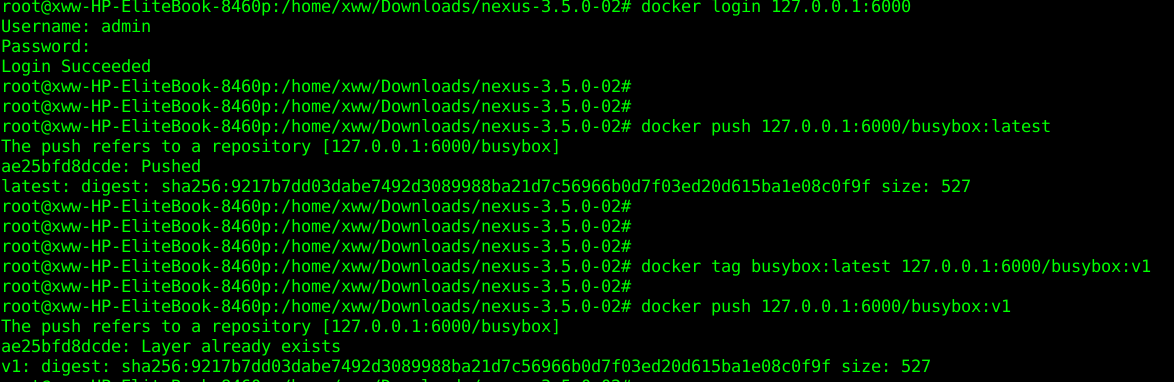 root@xww-HP-EliteBook-8460p:/home/xww/Downloads/nexus-3.5.0-02# docker login 127.0.0.1:6000
Username: admin
Password:
Login Succeeded
root@xww-HP-EliteBook-8460p:/home/xww/Downloads/nexus-3.5.0-02#
root@xww-HP-EliteBook-8460p:/home/xww/Downloads/nexus-3.5.0-02#
root@xww-HP-EliteBook-8460p:/home/xww/Downloads/nexus-3.5.0-02# docker push 127.0.0.1:6000/busybox:latest
The push refers to a repository [127.0.0.1:6000/busybox]
ae25bfd8dcde: Pushed
latest: digest: sha256:9217b7dd03dabe7492d3089988ba21d7c56966b0d7f03ed20d615ba1e08c0f9f size: 527
root@xww-HP-EliteBook-8460p:/home/xww/Downloads/nexus-3.5.0-02#
root@xww-HP-EliteBook-8460p:/home/xww/Downloads/nexus-3.5.0-02#
root@xww-HP-EliteBook-8460p:/home/xww/Downloads/nexus-3.5.0-02#
root@xww-HP-EliteBook-8460p:/home/xww/Downloads/nexus-3.5.0-02# docker tag busybox:latest 127.0.0.1:6000/busybox:v1
root@xww-HP-EliteBook-8460p:/home/xww/Downloads/nexus-3.5.0-02#
root@xww-HP-EliteBook-8460p:/home/xww/Downloads/nexus-3.5.0-02# docker push 127.0.0.1:6000/busybox:v1
The push refers to a repository [127.0.0.1:6000/busybox]
ae25bfd8dcde: Layer already exists
v1: digest: sha256:9217b7dd03dabe7492d3089988ba21d7c56966b0d7f03ed20d615ba1e08c0f9f size: 527